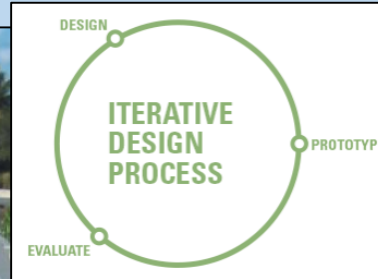 DESIGN
ITERATIVE
DESIGN
PROCESS
PROTOTYP
EVALUATE